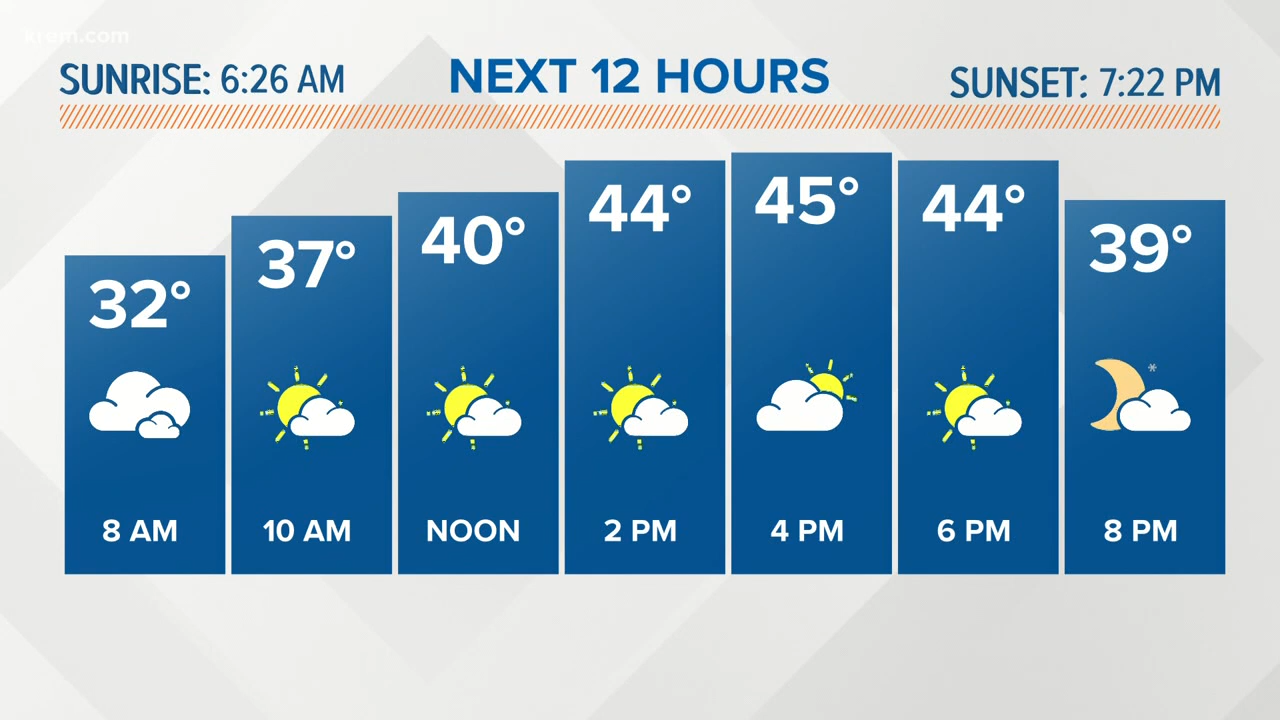 krem.com
SUNRISE: 6:26 AM
NEXT 12 HOURS
SUNSET: 7:22 PM
32°
37°
40°
44°
45°
44°
39°
8 AM
10 AM
NOON
2 PM
4 PM
6 PM
8 PM